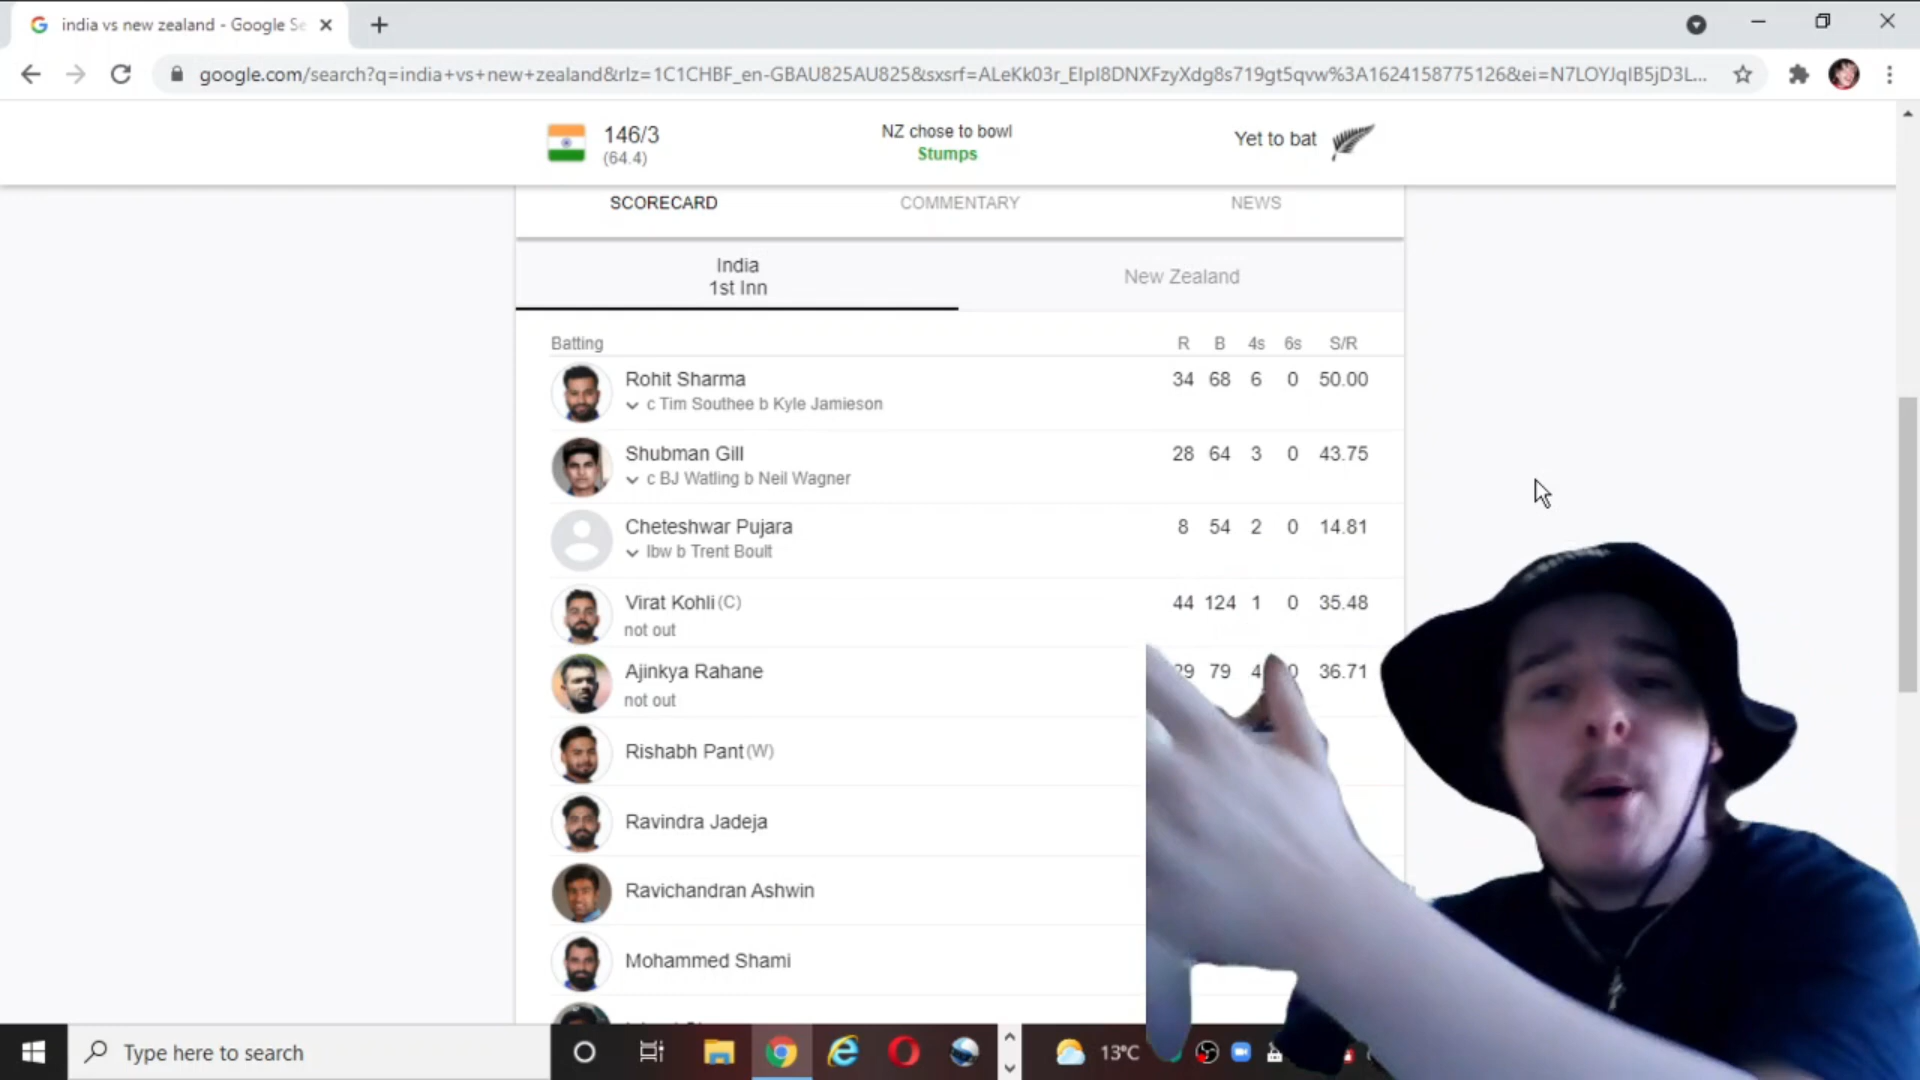 india vs new zealand - Google Se
google.com/search?q=india+vs+new+zealand&rlz=1C1CHBF_en-GBAU825AU825&sxsrf=ALeKk03r_EIpI8DNXFzyXdg8s719gt5qvw%3A1624158775126&ei=N7LOYJqIB5jD3L...
146/3
(64.4)
NZ chose to bowl
Stumps
Yet to bat
SCORECARD COMMENTARY NEWS
India
1st Inn
New Zealand
Batting R B 4s 6s S/R
Rohit Sharma 34 68 6 0 50.00
c Tim Southee b Kyle Jamieson
Shubman Gill 28 64 3 0 43.75
c BJ Watling b Neil Wagner
Cheteshwar Pujara 8 54 2 0 14.81
lbw b Trent Boult
Virat Kohli (C) 44 124 1 0 35.48
not out
Ajinkya Rahane 29 79 4 0 36.71
not out
Rishabh Pant (W)
Ravindra Jadeja
Ravichandran Ashwin
Mohammed Shami
Type here to search
13°C